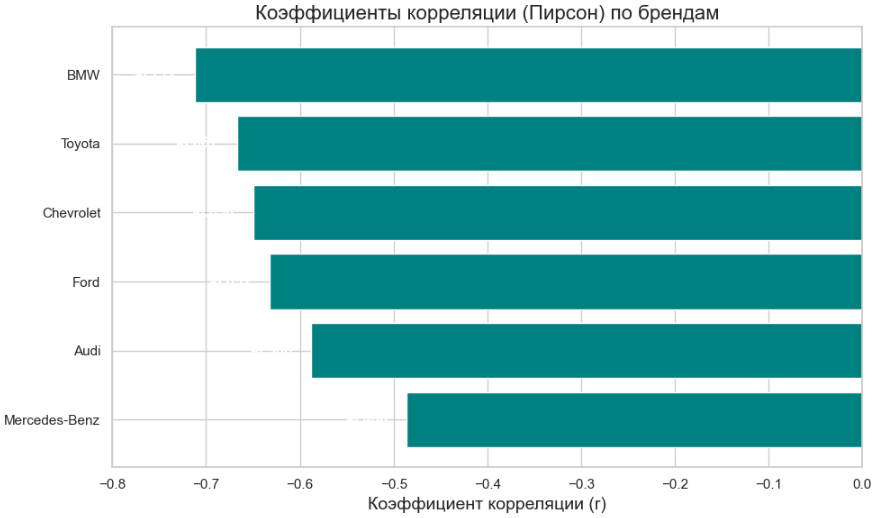 Коэффициенты корреляции (Пирсон) по брендам
BMW
Toyota
Chevrolet
Ford
Audi
Mercedes-Benz
−0.8 −0.7 −0.6 −0.5 −0.4 −0.3 −0.2 −0.1 0.0
Коэффициент корреляции (r)